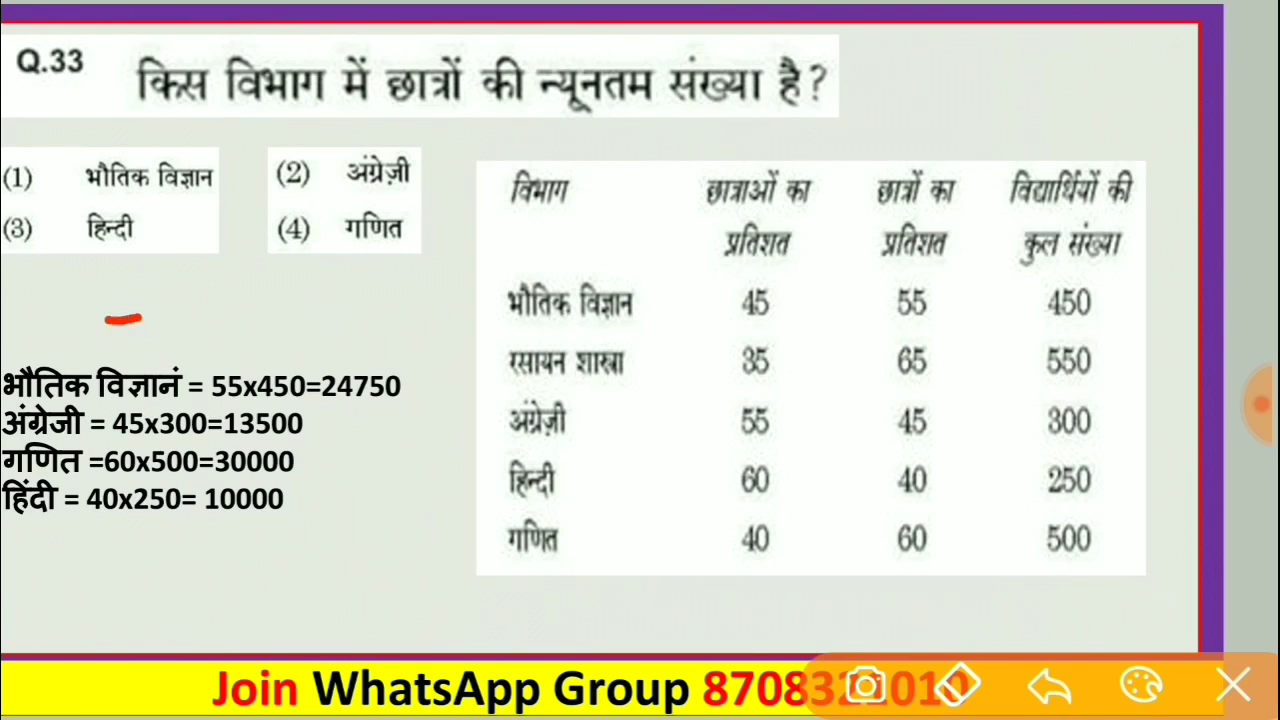 Q.33 किस विभाग में छात्रों की न्यूनतम संख्या है ?
(1) भौतिक विज्ञान (2) अंग्रेज़ी
(3) हिन्दी (4) गणित
विभाग छात्राओं का छात्रों का विद्यार्थियों की
प्रतिशत प्रतिशत कुल संख्या
भौतिक विज्ञान 45 55 450
रसायन शास्त्रा 35 65 550
अंग्रेज़ी 55 45 300
हिन्दी 60 40 250
गणित 40 60 500
भौतिक विज्ञानं = 55x450=24750
अंग्रेजी = 45x300=13500
गणित =60x500=30000
हिंदी = 40x250= 10000
Join WhatsApp Group